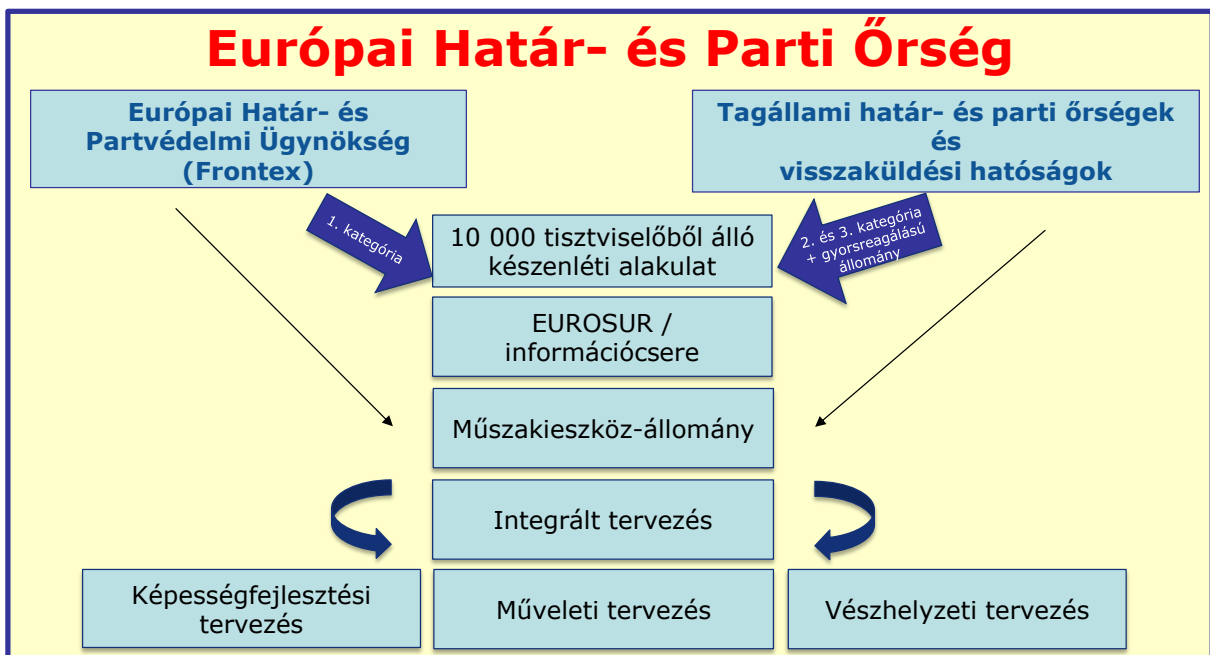 Európai Határ- és Parti Őrség
Európai Határ- és
Partvédelmi Ügynökség
(Frontex)
Tagállami határ- és parti őrségek
és
visszaküldési hatóságok
1. kategória
10 000 tisztviselőből álló
készenléti alakulat
2. és 3. kategória
+ gyorsreagálású
állomány
EUROSUR /
információcsere
Műszakieszköz-állomány
Integrált tervezés
Képességfejlesztési
tervezés
Műveleti tervezés
Vészhelyzeti tervezés